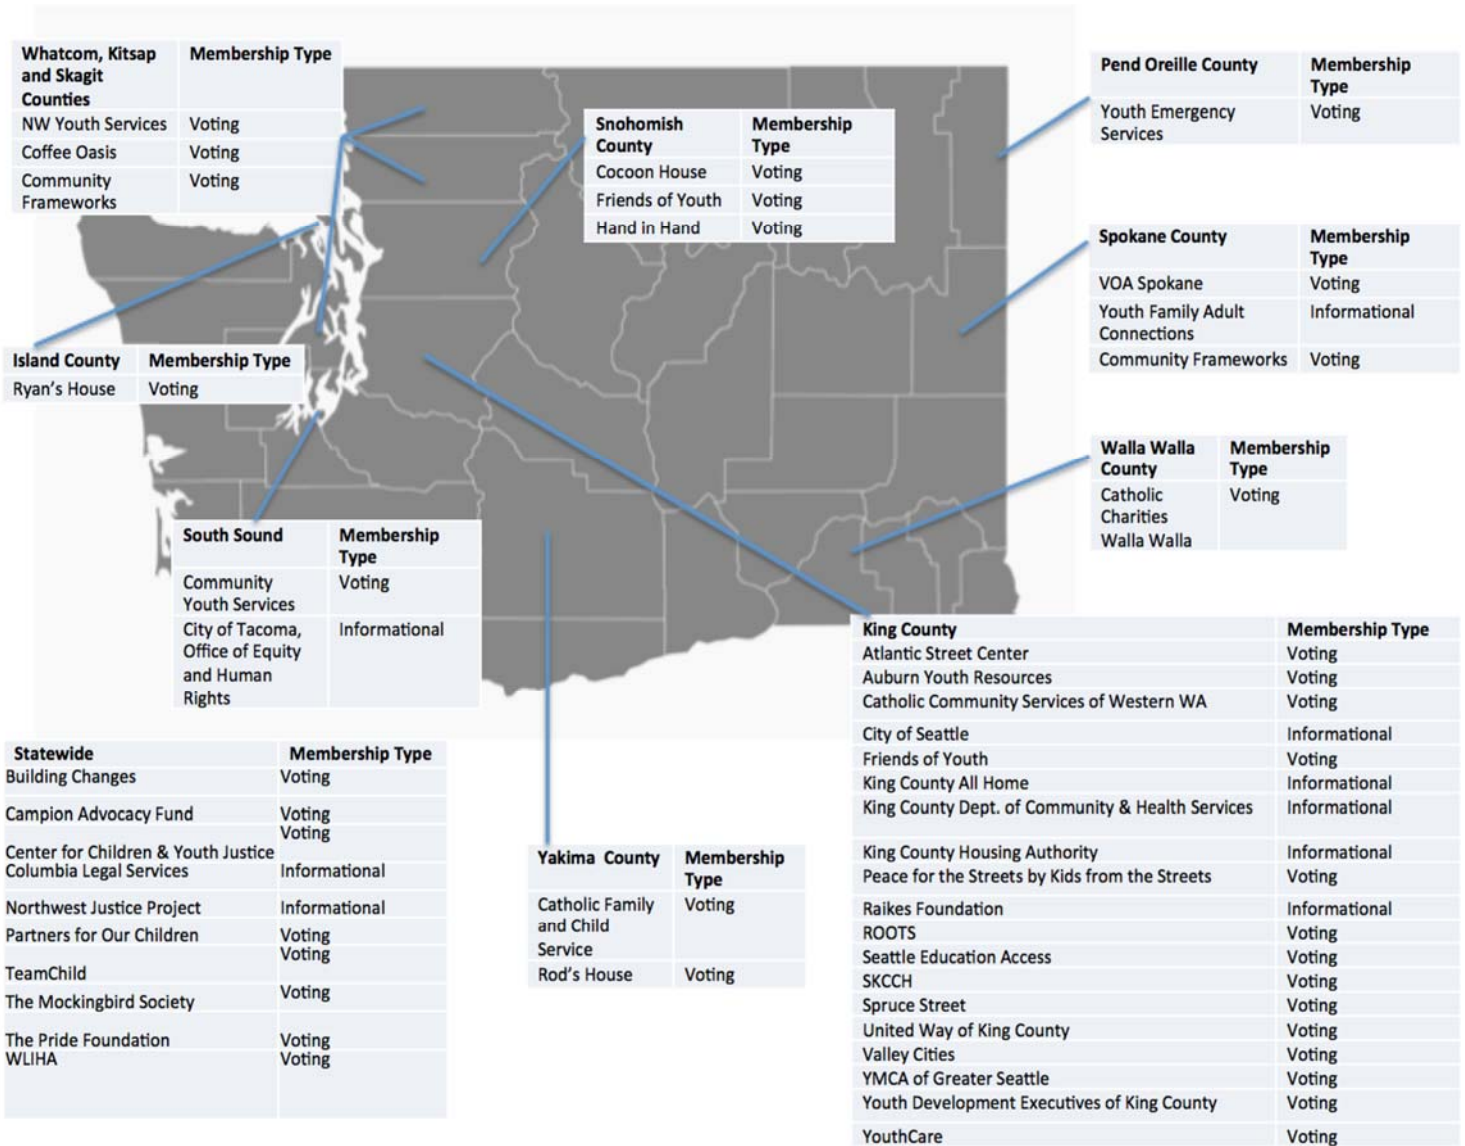 Whatcom, Kitsap and Skagit Counties Membership Type
NW Youth Services Voting
Coffee Oasis Voting
Community Frameworks Voting
Snohomish County Membership Type
Cocoon House Voting
Friends of Youth Voting
Hand in Hand Voting
Pend Oreille County Membership Type
Youth Emergency Services Voting
Spokane County Membership Type
VOA Spokane Voting
Youth Family Adult Connections Informational
Community Frameworks Voting
Island County Membership Type
Ryan's House Voting
Walla Walla County Membership Type
Catholic Charities Walla Walla Voting
South Sound Membership Type
Community Youth Services Voting
City of Tacoma, Office of Equity and Human Rights Informational
King County Membership Type
Atlantic Street Center Voting
Auburn Youth Resources Voting
Catholic Community Services of Western WA Voting
City of Seattle Informational
Friends of Youth Voting
King County All Home Informational
King County Dept. of Community & Health Services Informational
King County Housing Authority Informational
Peace for the Streets by Kids from the Streets Voting
Raikes Foundation Informational
ROOTS Voting
Seattle Education Access Voting
SKCCH Voting
Spruce Street Voting
United Way of King County Voting
Valley Cities Voting
YMCA of Greater Seattle Voting
Youth Development Executives of King County Voting
YouthCare Voting
Statewide Membership Type
Building Changes Voting
Campion Advocacy Fund Voting
Center for Children & Youth Justice Voting
Columbia Legal Services Informational
Northwest Justice Project Informational
Partners for Our Children Voting
TeamChild Voting
The Mockingbird Society Voting
The Pride Foundation Voting
WLIHA Voting
Yakima County Membership Type
Catholic Family and Child Service Voting
Rod's House Voting